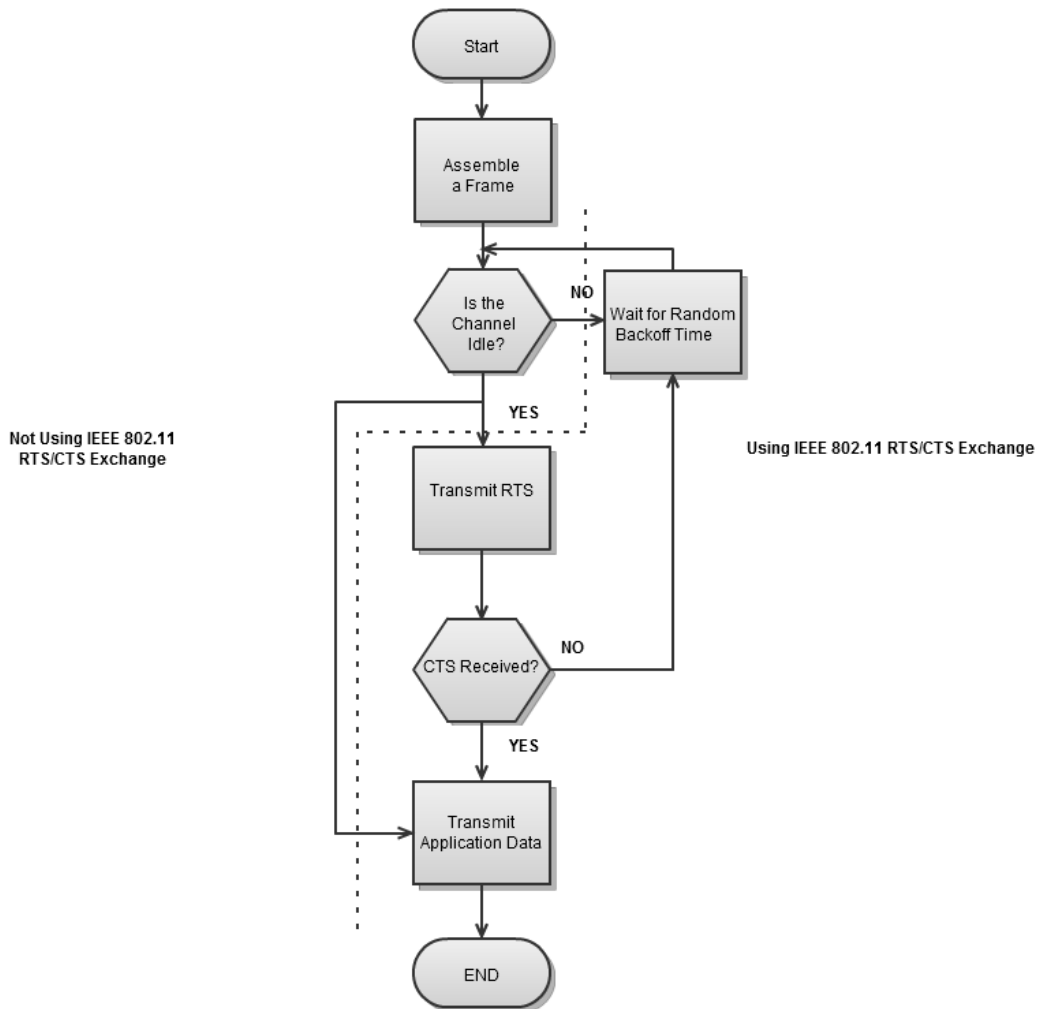 Start
Assemble
a Frame
Is the
Channel
Idle?
NO
Wait for Random
Backoff Time
YES
Not Using IEEE 802.11
RTS/CTS Exchange
Using IEEE 802.11 RTS/CTS Exchange
Transmit RTS
CTS Received?
NO
YES
Transmit
Application Data
END